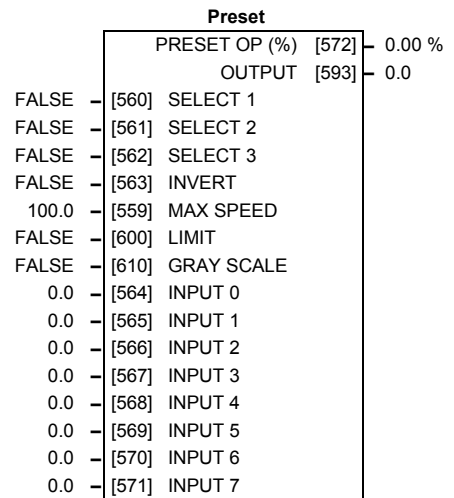 Preset
PRESET OP (%) [572] – 0.00 %
OUTPUT [593] – 0.0
FALSE – [560] SELECT 1
FALSE – [561] SELECT 2
FALSE – [562] SELECT 3
FALSE – [563] INVERT
100.0 – [559] MAX SPEED
FALSE – [600] LIMIT
FALSE – [610] GRAY SCALE
0.0 – [564] INPUT 0
0.0 – [565] INPUT 1
0.0 – [566] INPUT 2
0.0 – [567] INPUT 3
0.0 – [568] INPUT 4
0.0 – [569] INPUT 5
0.0 – [570] INPUT 6
0.0 – [571] INPUT 7